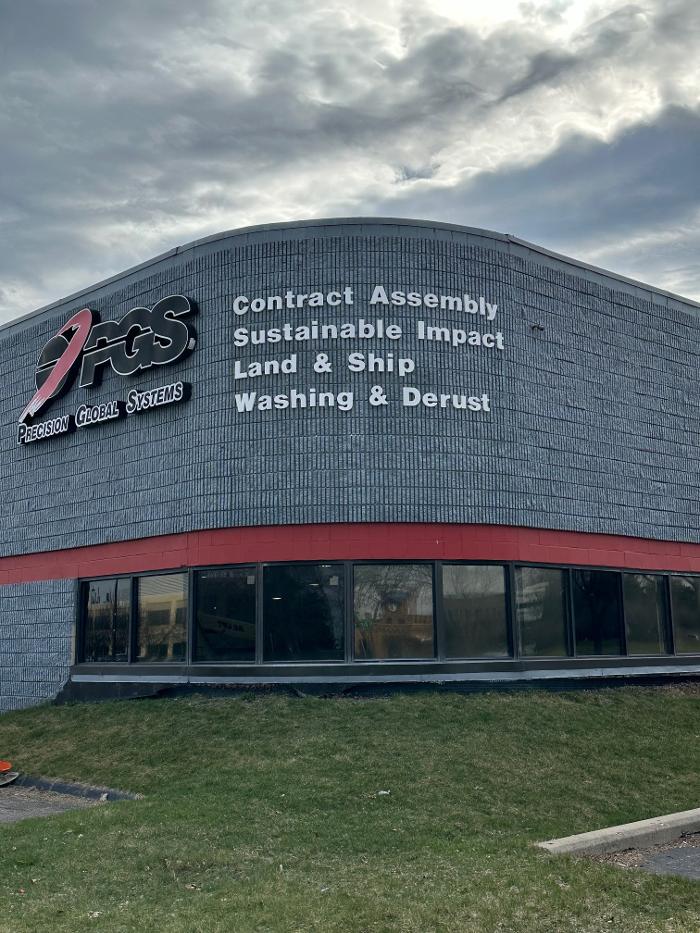 PGS
Precision Global Systems
Contract Assembly
Sustainable Impact
Land & Ship
Washing & Derust